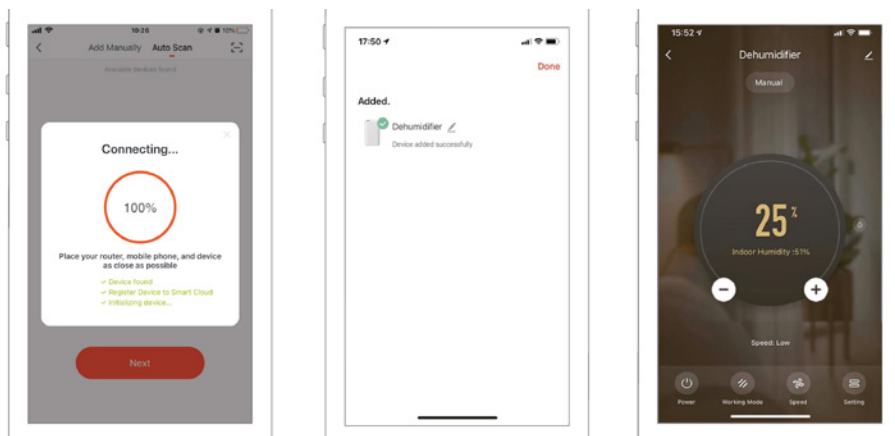 10:26
10%
Add Manually Auto Scan
Available devices found
Connecting...
100%
Place your router, mobile phone, and device
as close as possible
✓ Device found
✓ Register Device to Smart Cloud
✓ Initializing device...
Next
17:50
Done
Added.
Dehumidifier
Device added successfully
15:52
Dehumidifier
Manual
25 %
Indoor Humidity :51%
Speed: Low
Power Working Mode Speed Setting